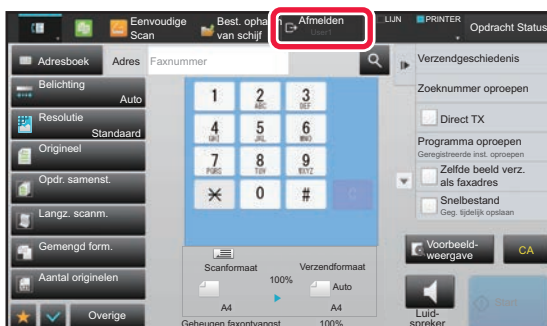 Eenvoudige
Scan
Best. opha
van schijf
Afmelden
User1
LIJN
PRINTER
Opdracht Status
Adresboek
Adres
Faxnummer
Verzendgeschiedenis
Belichting
Auto
Zoeknummer oproepen
Resolutie
Standaard
Direct TX
Origineel
Programma oproepen
Geregistreerde inst. oproepen
Opdr. samenst.
Zelfde beeld verz.
als faxadres
Langz. scanm.
Snelbestand
Geg. tijdelijk opslaan
Gemengd form.
Voorbeeld-
weergave
CA
Aantal originelen
Overige
1
2
ABC
3
DEF
4
GHI
5
JKL
6
MNO
7
PQRS
8
TUV
9
WXYZ
0
#
C
Scanformaat
100%
Verzendformaat
Auto
A4
A4
Geheugen faxontvangst
100%
Luid-
spreker
Start